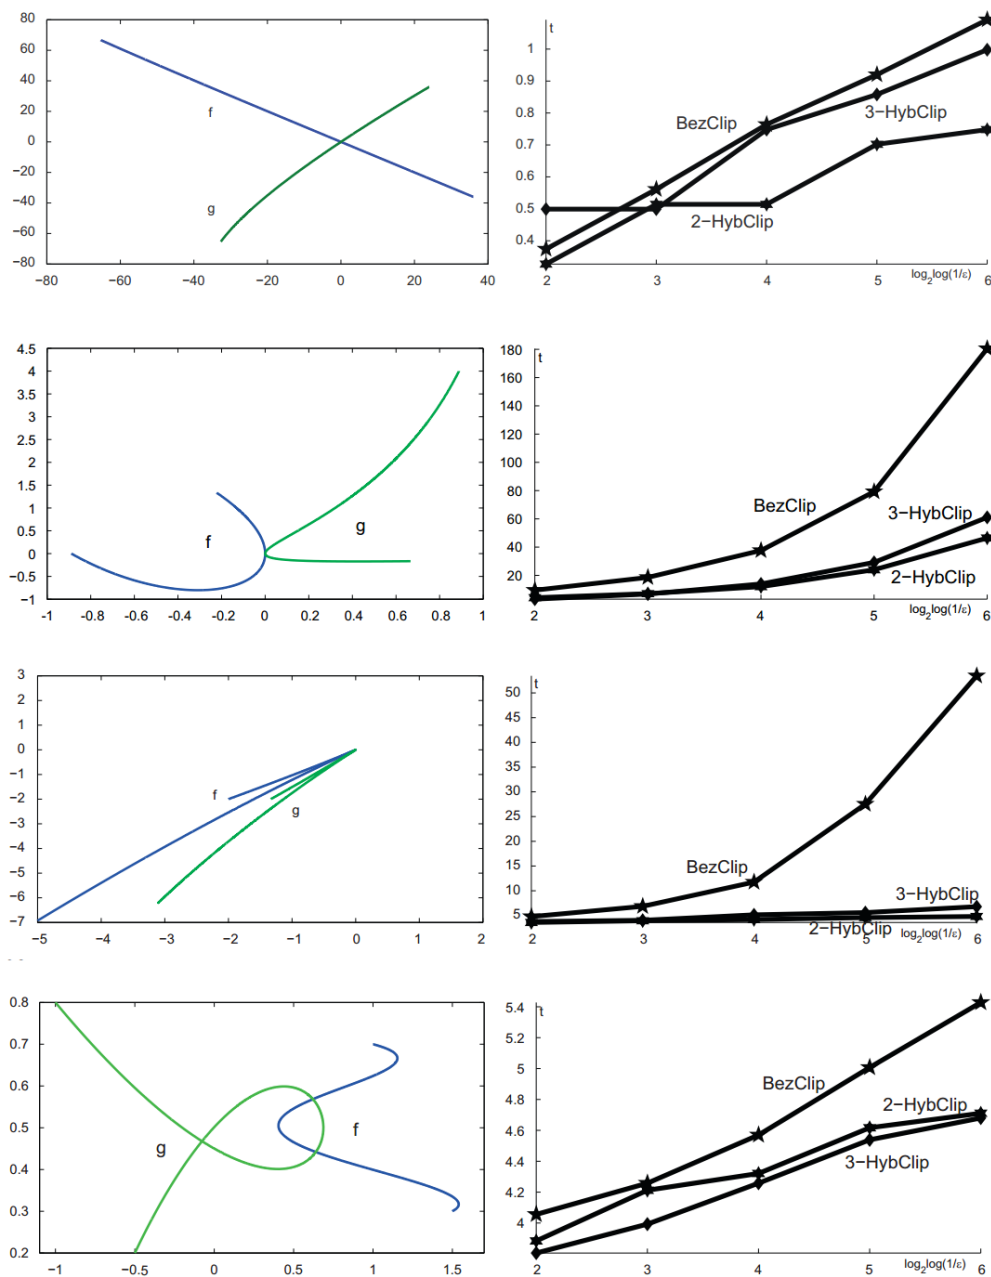 80
60
40
20
0
−20
−40
−60
−80
−80 −60 −40 −20 0 20 40
f
g
t
1
0.9
0.8
0.7
0.6
0.5
0.4
BezClip
3−HybClip
2−HybClip
log₂log(1/ε)
2 3 4 5 6
4.5
4
3.5
3
2.5
2
1.5
1
0.5
0
−0.5
−1
-1 -0.8 -0.6 -0.4 -0.2 0 0.2 0.4 0.6 0.8 1
f
g
180
160
140
120
100
80
60
40
20
t
BezClip
3−HybClip
2−HybClip
log₂log(1/ε)
2 3 4 5 6
3
2
1
0
−1
−2
−3
−4
−5
−6
−7
−5 −4 −3 −2 −1 0 1 2
f
g
t
50
45
40
35
30
25
20
15
10
5
BezClip
3−HybClip
2−HybClip
log₂log(1/ε)
2 3 4 5 6
0.8
0.7
0.6
0.5
0.4
0.3
0.2
−1 −0.5 0 0.5 1 1.5
g
f
5.4
t
5.2
5
4.8
4.6
4.4
4.2
4
BezClip
2−HybClip
3−HybClip
log₂log(1/ε)
2 3 4 5 6